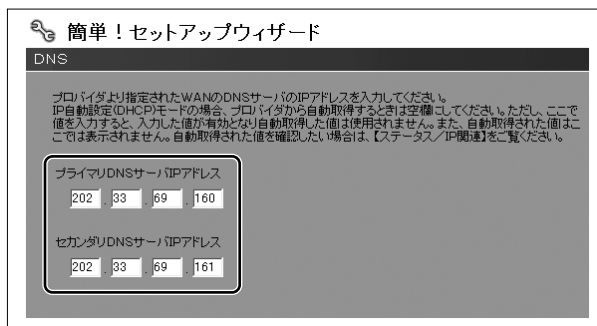 簡単！セットアップウィザード
DNS
プロバイダより指定されたWANのDNSサーバのIPアドレスを入力してください。
IP自動設定(DHCP)モードの場合、プロバイダから自動取得するときは空欄にしてください。ただし、ここで
値を入力すると、入力した値が有効となり自動取得した値は使用されません。また、自動取得された値はこ
こでは表示されません。自動取得された値を確認したい場合は、【ステータス／IP関連】をご覧ください。
プライマリDNSサーバIPアドレス
202 . 33 . 69 . 160
セカンダリDNSサーバIPアドレス
202 . 33 . 69 . 161